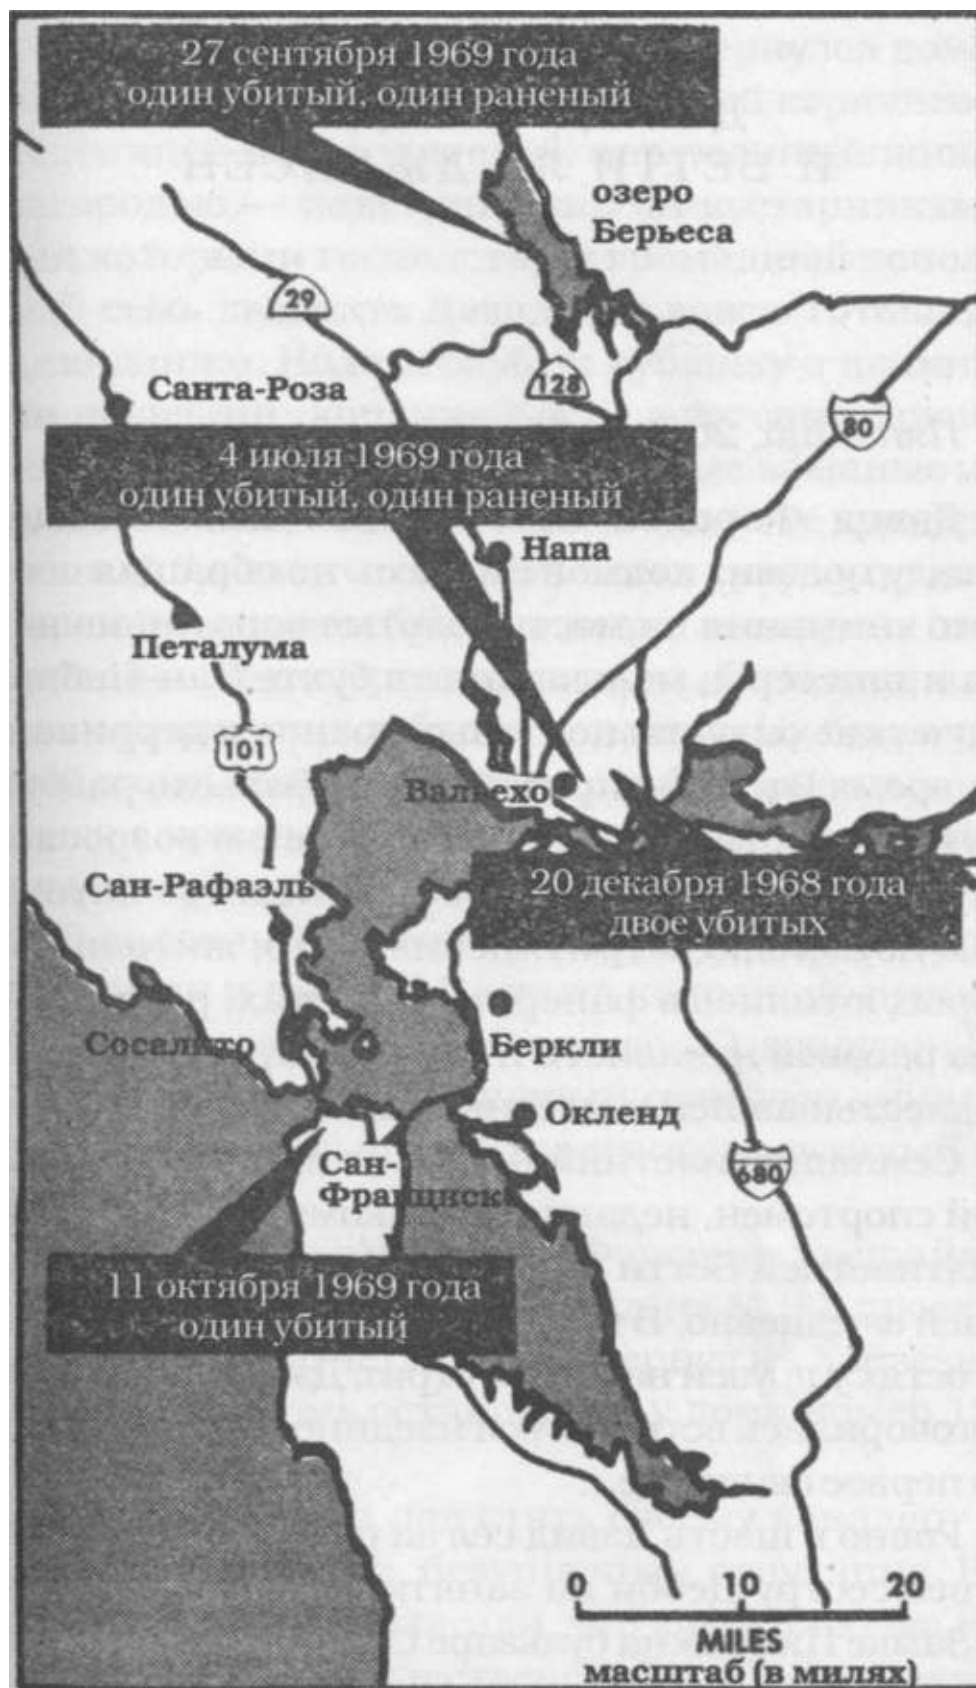 27 сентября 1969 года
один убитый, один раненый
озеро
Берьеса
29
128
Санта-Роза
80
4 июля 1969 года
один убитый, один раненый
Напа
Петалума
101
Вальехо
Сан-Рафаэль
20 декабря 1968 года
двое убитых
Сосалито
Беркли
Окленд
Сан-
Франциск
680
11 октября 1969 года
один убитый
0 10 20
MILES
масштаб (в милях)